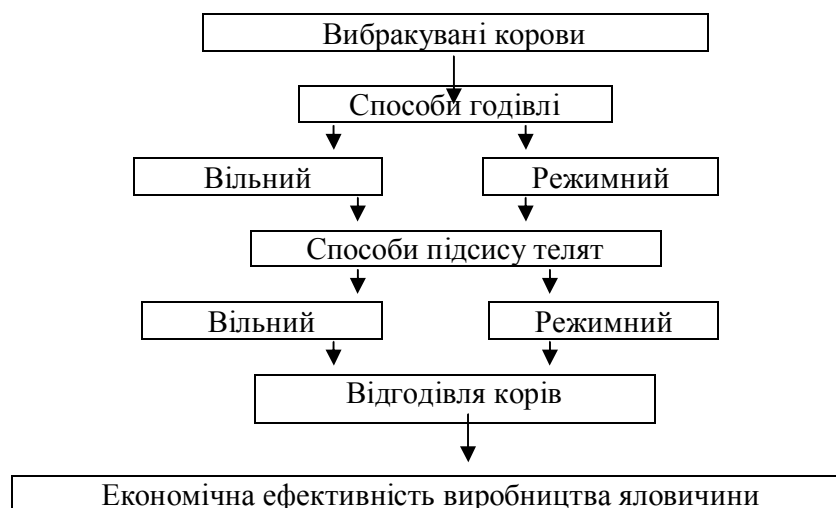 Вибракувані корови
Способи годівлі
Вільний
Режимний
Способи підсису телят
Вільний
Режимний
Відгодівля корів
Економічна ефективність виробництва яловичини